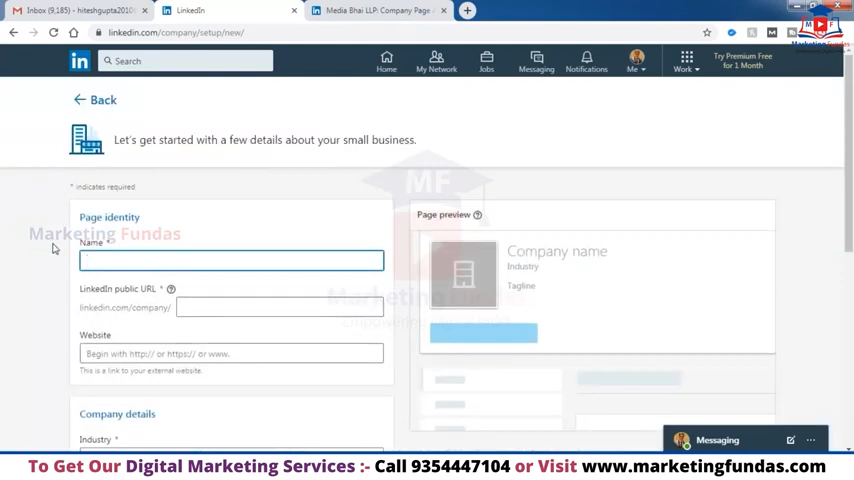 Inbox (9,185) - hiteshgupta2010
LinkedIn
Media Bhai LLP: Company Page A
linkedin.com/company/setup/new/
Marketing Fundas
in
Search
Home
My Network
Jobs
Messaging
Notifications
Me
Work
Try Premium Free
for 1 Month
Back
Let's get started with a few details about your small business.
* indicates required
MF
Page identity
Page preview
Marketing Fundas
Name *
Company name
Industry
Tagline
LinkedIn public URL *
linkedin.com/company/
Website
Begin with http:// or https:// or www.
This is a link to your external website.
Company details
Industry *
Messaging
To Get Our Digital Marketing Services :- Call 9354447104 or Visit www.marketingfundas.com